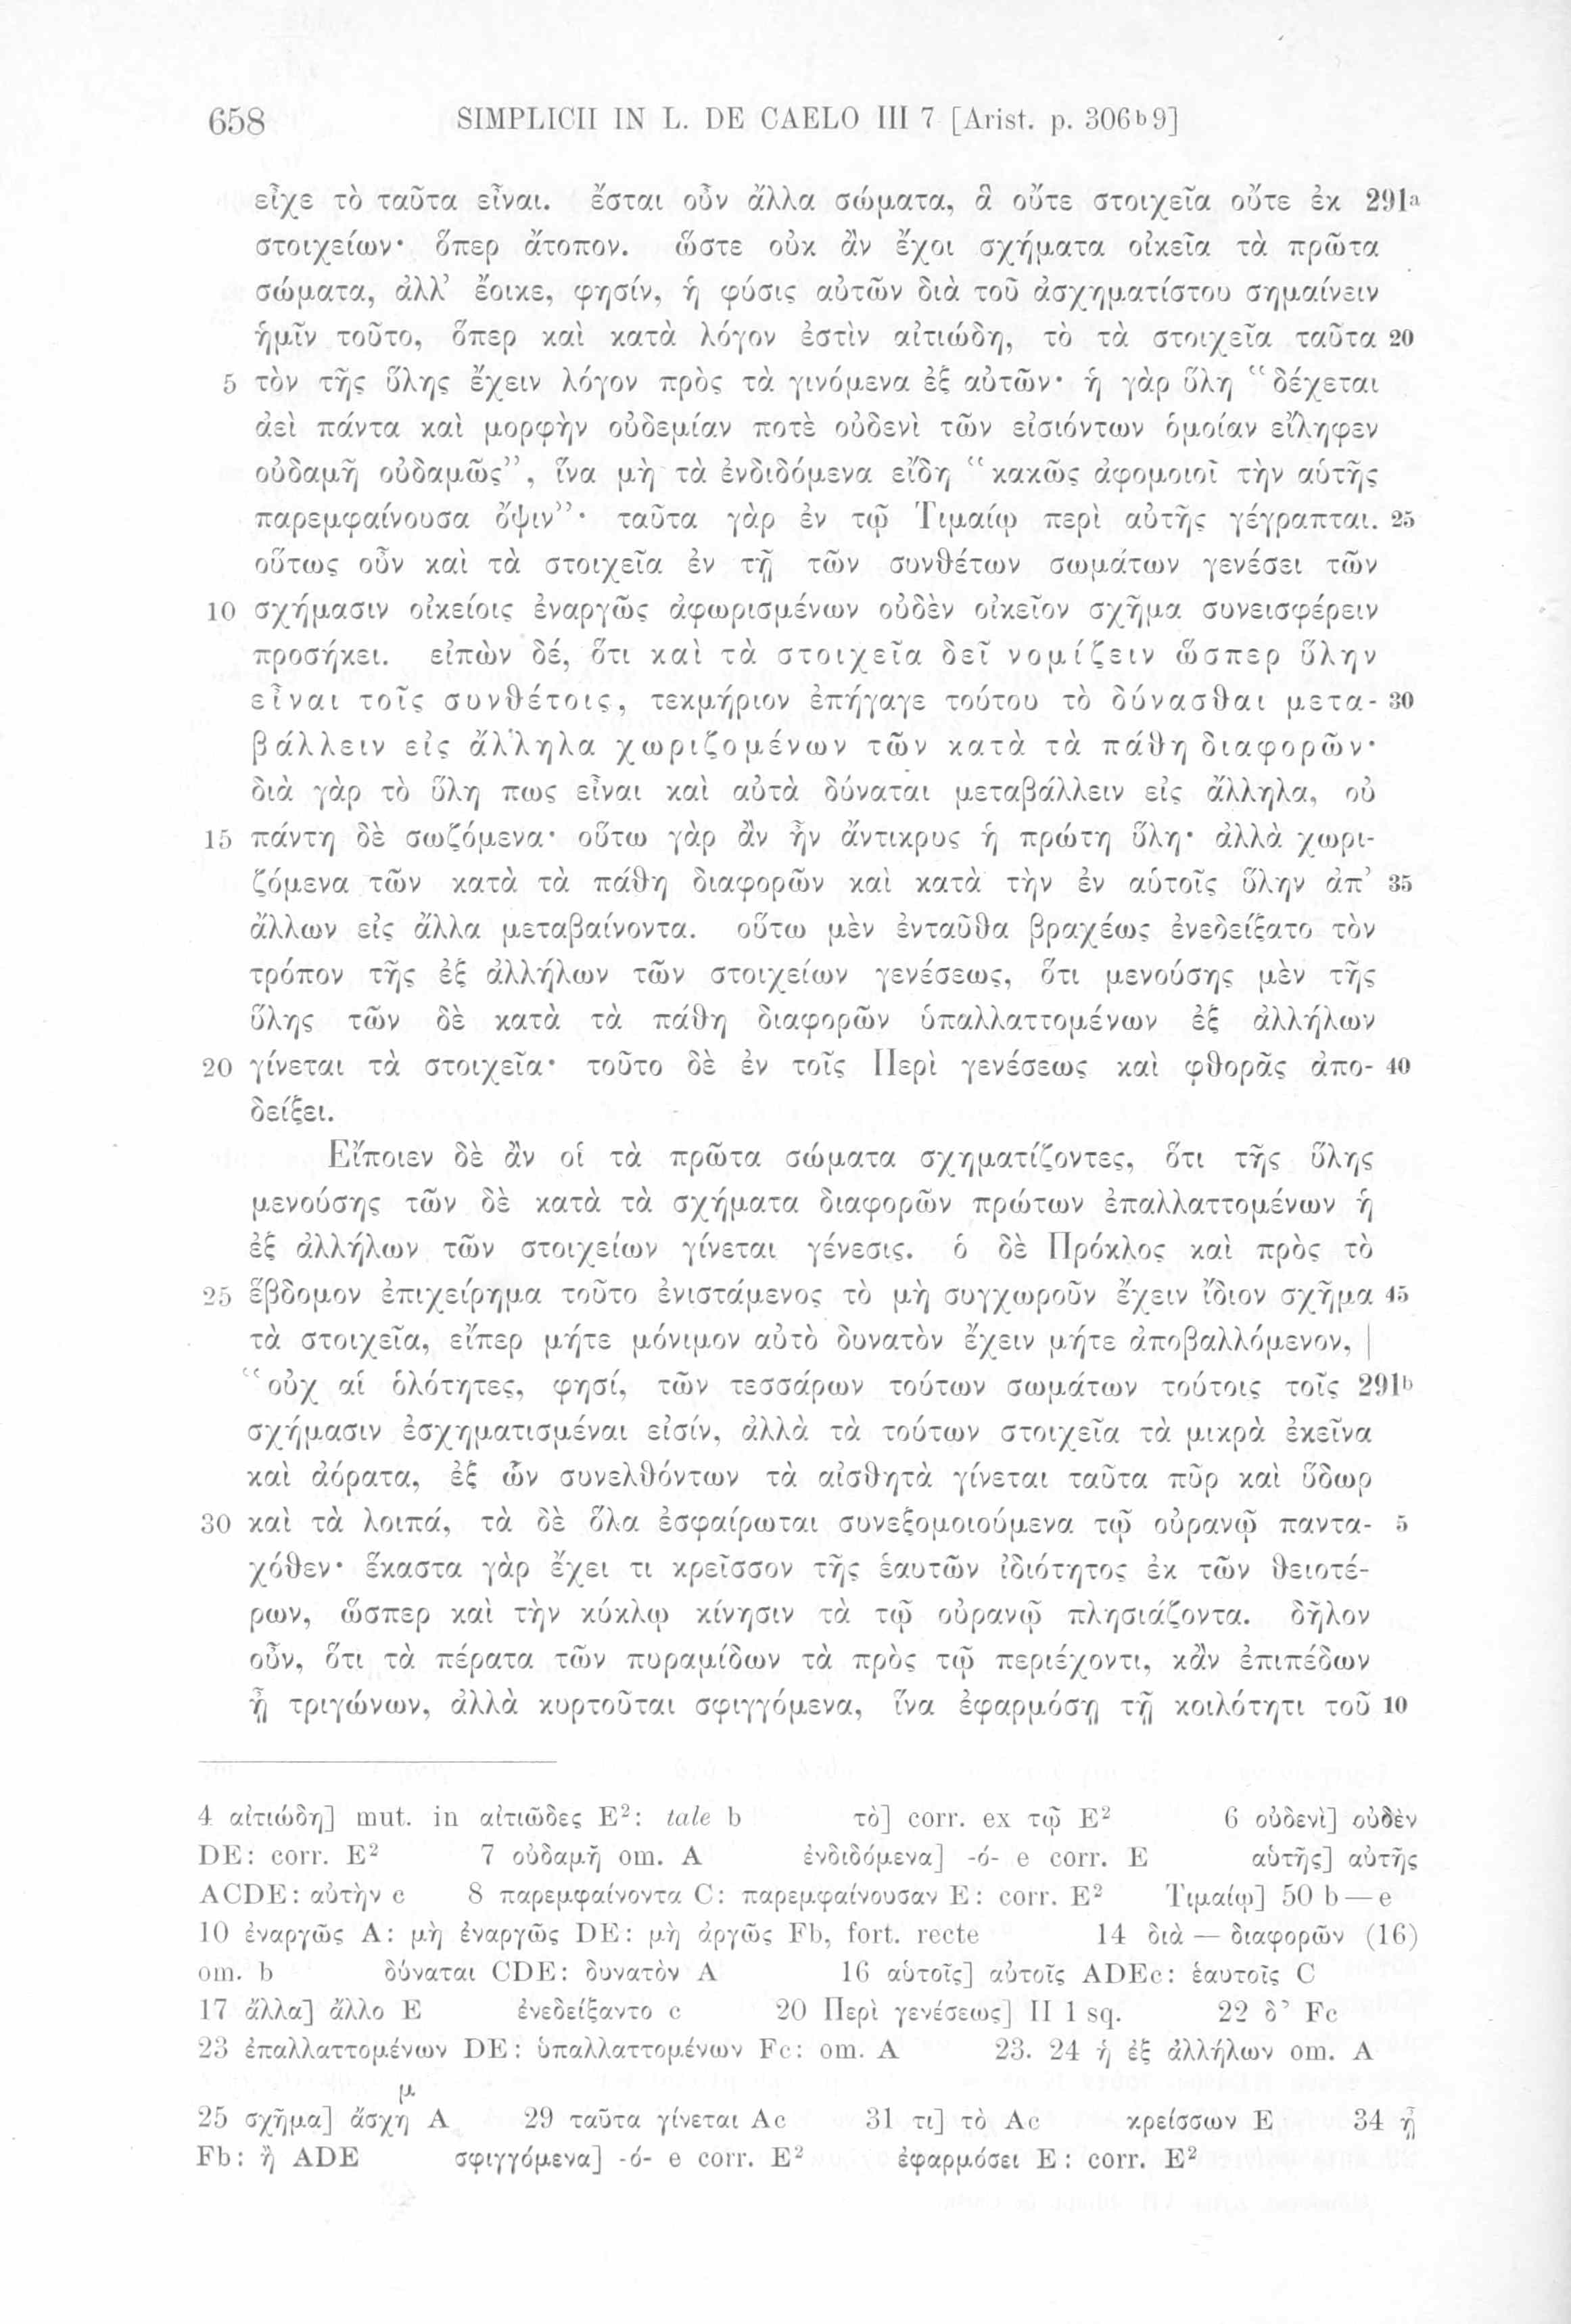 658 SIMPLICII IN L. DE CAELO III 7 [Arist. p. 306b9]
εἶχε τὸ ταῦτα εἶναι. ἔσται οὖν ἄλλα σώματα, ἃ οὔτε στοιχεῖα οὔτε ἐκ 291a
στοιχείων· ὅπερ ἄτοπον. ὥστε οὐκ ἂν ἔχοι σχήματα οἰκεῖα τὰ πρῶτα
σώματα, ἀλλ’ ἔοικε, φησίν, ἡ φύσις αὐτῶν διὰ τοῦ ἀσχηματίστου σημαίνειν
ἡμῖν τοῦτο, ὅπερ καὶ κατὰ λόγον ἐστὶν αἰτιώδη, τὸ τὰ στοιχεῖα ταῦτα 20
5 τὸν τῆς ὕλης ἔχειν λόγον πρὸς τὰ γινόμενα ἐξ αὐτῶν· ἡ γὰρ ὕλη “δέχεται
ἀεὶ πάντα καὶ μορφὴν οὐδεμίαν ποτὲ οὐδενὶ τῶν εἰσιόντων ὁμοίαν εἴληφεν
οὐδαμῇ οὐδαμῶς”, ἵνα μὴ τὰ ἐνδιδόμενα εἴδη “κακῶς ἀφομοιοῖ τὴν αὑτῆς
παρεμφαίνουσα ὄψιν”· ταῦτα γὰρ ἐν τῷ Τιμαίῳ περὶ αὐτῆς γέγραπται. 25
οὕτως οὖν καὶ τὰ στοιχεῖα ἐν τῇ τῶν συνθέτων σωμάτων γενέσει τῶν
10 σχήμασιν οἰκείοις ἐναργῶς ἀφωρισμένων οὐδὲν οἰκεῖον σχῆμα συνεισφέρειν
προσήκει. εἰπὼν δέ, ὅτι καὶ τὰ στοιχεῖα δεῖ νομίζειν ὥσπερ ὕλην
εἶναι τοῖς συνθέτοις, τεκμήριον ἐπήγαγε τούτου τὸ δύνασθαι μετα- 30
βάλλειν εἰς ἄλληλα χωριζομένων τῶν κατὰ τὰ πάθη διαφορῶν·
διὰ γὰρ τὸ ὕλη πως εἶναι καὶ αὐτὰ δύναται μεταβάλλειν εἰς ἄλληλα, οὐ
15 πάντη δὲ σωζόμενα· οὕτω γὰρ ἂν ἦν ἄντικρυς ἡ πρώτη ὕλη· ἀλλὰ χωρι-
ζόμενα τῶν κατὰ τὰ πάθη διαφορῶν καὶ κατὰ τὴν ἐν αὑτοῖς ὕλην ἀπ’ 35
ἄλλων εἰς ἄλλα μεταβαίνοντα. οὕτω μὲν ἐνταῦθα βραχέως ἐνεδείξατο τὸν
τρόπον τῆς ἐξ ἀλλήλων τῶν στοιχείων γενέσεως, ὅτι μενούσης μὲν τῆς
ὕλης τῶν δὲ κατὰ τὰ πάθη διαφορῶν ὑπαλλαττομένων ἐξ ἀλλήλων
20 γίνεται τὰ στοιχεῖα· τοῦτο δὲ ἐν τοῖς Περὶ γενέσεως καὶ φθορᾶς ἀπο- 40
δείξει.
Εἴποιεν δὲ ἂν οἱ τὰ πρῶτα σώματα σχηματίζοντες, ὅτι τῆς ὕλης
μενούσης τῶν δὲ κατὰ τὰ σχήματα διαφορῶν πρώτων ἐπαλλαττομένων ἡ
ἐξ ἀλλήλων τῶν στοιχείων γίνεται γένεσις. ὁ δὲ Πρόκλος καὶ πρὸς τὸ
25 ἕβδομον ἐπιχείρημα τοῦτο ἐνιστάμενος τὸ μὴ συγχωροῦν ἔχειν ἴδιον σχῆμα 45
τὰ στοιχεῖα, εἴπερ μήτε μόνιμον αὐτὸ δυνατὸν ἔχειν μήτε ἀποβαλλόμενον, |
“οὐχ αἱ ὁλότητες, φησί, τῶν τεσσάρων τούτων σωμάτων τούτοις τοῖς 291b
σχήμασιν ἐσχηματισμέναι εἰσίν, ἀλλὰ τὰ τούτων στοιχεῖα τὰ μικρὰ ἐκεῖνα
καὶ ἀόρατα, ἐξ ὧν συνελθόντων τὰ αἰσθητὰ γίνεται ταῦτα πῦρ καὶ ὕδωρ
30 καὶ τὰ λοιπά, τὰ δὲ ὅλα ἐσφαίρωται συνεξομοιούμενα τῷ οὐρανῷ παντα- 5
χόθεν· ἕκαστα γὰρ ἔχει τι κρεῖσσον τῆς ἑαυτῶν ἰδιότητος ἐκ τῶν θειοτέ-
ρων, ὥσπερ καὶ τὴν κύκλῳ κίνησιν τὰ τῷ οὐρανῷ πλησιάζοντα. δῆλον
οὖν, ὅτι τὰ πέρατα τῶν πυραμίδων τὰ πρὸς τῷ περιέχοντι, κἂν ἐπιπέδων
ᾖ τριγώνων, ἀλλὰ κυρτοῦται σφιγγόμενα, ἵνα ἐφαρμόσῃ τῇ κοιλότητι τοῦ 10
4 αἰτιώδη] mut. in αἰτιῶδες E²: tale b τὸ] corr. ex τῷ E² 6 οὐδενὶ] οὐδὲν
DE: corr. E² 7 οὐδαμῇ om. A ἐνδιδόμενα] -ό- e corr. E αὑτῆς] αὐτῆς
ACDE: αὐτὴν c 8 παρεμφαίνοντα C: παρεμφαίνουσαν E: corr. E² Τιμαίῳ] 50 b—e
10 ἐναργῶς A: μὴ ἐναργῶς DE: μὴ ἀργῶς Fb, fort. recte 14 διὰ — διαφορῶν (16)
om. b δύναται CDE: δυνατὸν A 16 αὑτοῖς] αὐτοῖς ADEc: ἑαυτοῖς C
17 ἄλλα] ἄλλο E ἐνεδείξαντο c 20 Περὶ γενέσεως] II 1 sq. 22 δ’ Fc
23 ἐπαλλαττομένων DE: ὑπαλλαττομένων Fc: om. A 23. 24 ἡ ἐξ ἀλλήλων om. A
μ
25 σχῆμα] ἄσχη A 29 ταῦτα γίνεται Ac 31 τι] τὸ Ac κρείσσων E 34 ᾖ
Fb: ἢ ADE σφιγγόμενα] -ό- e corr. E² ἐφαρμόσει E: corr. E²